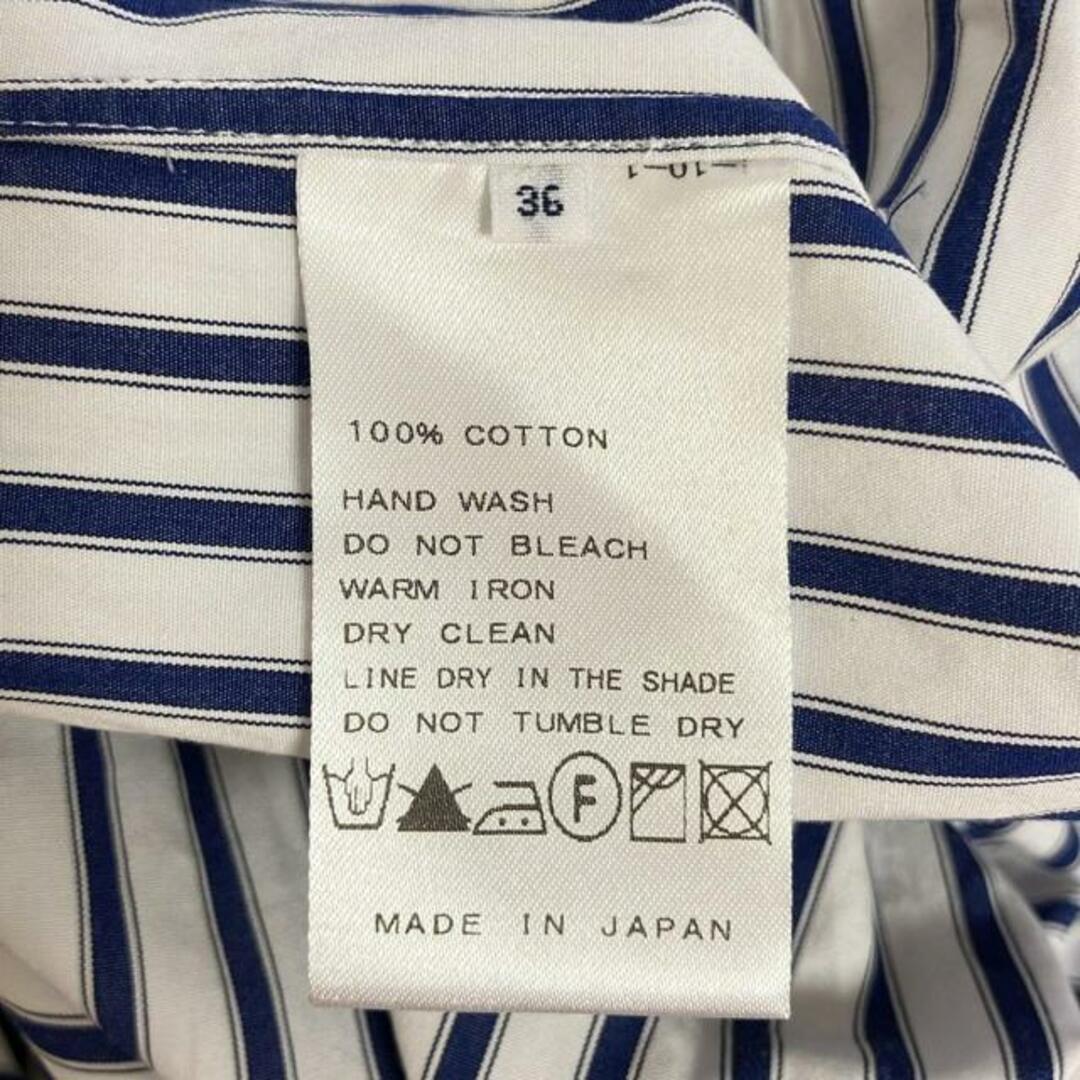 36
100% COTTON
HAND WASH
DO NOT BLEACH
WARM IRON
DRY CLEAN
LINE DRY IN THE SHADE
DO NOT TUMBLE DRY
F
MADE IN JAPAN